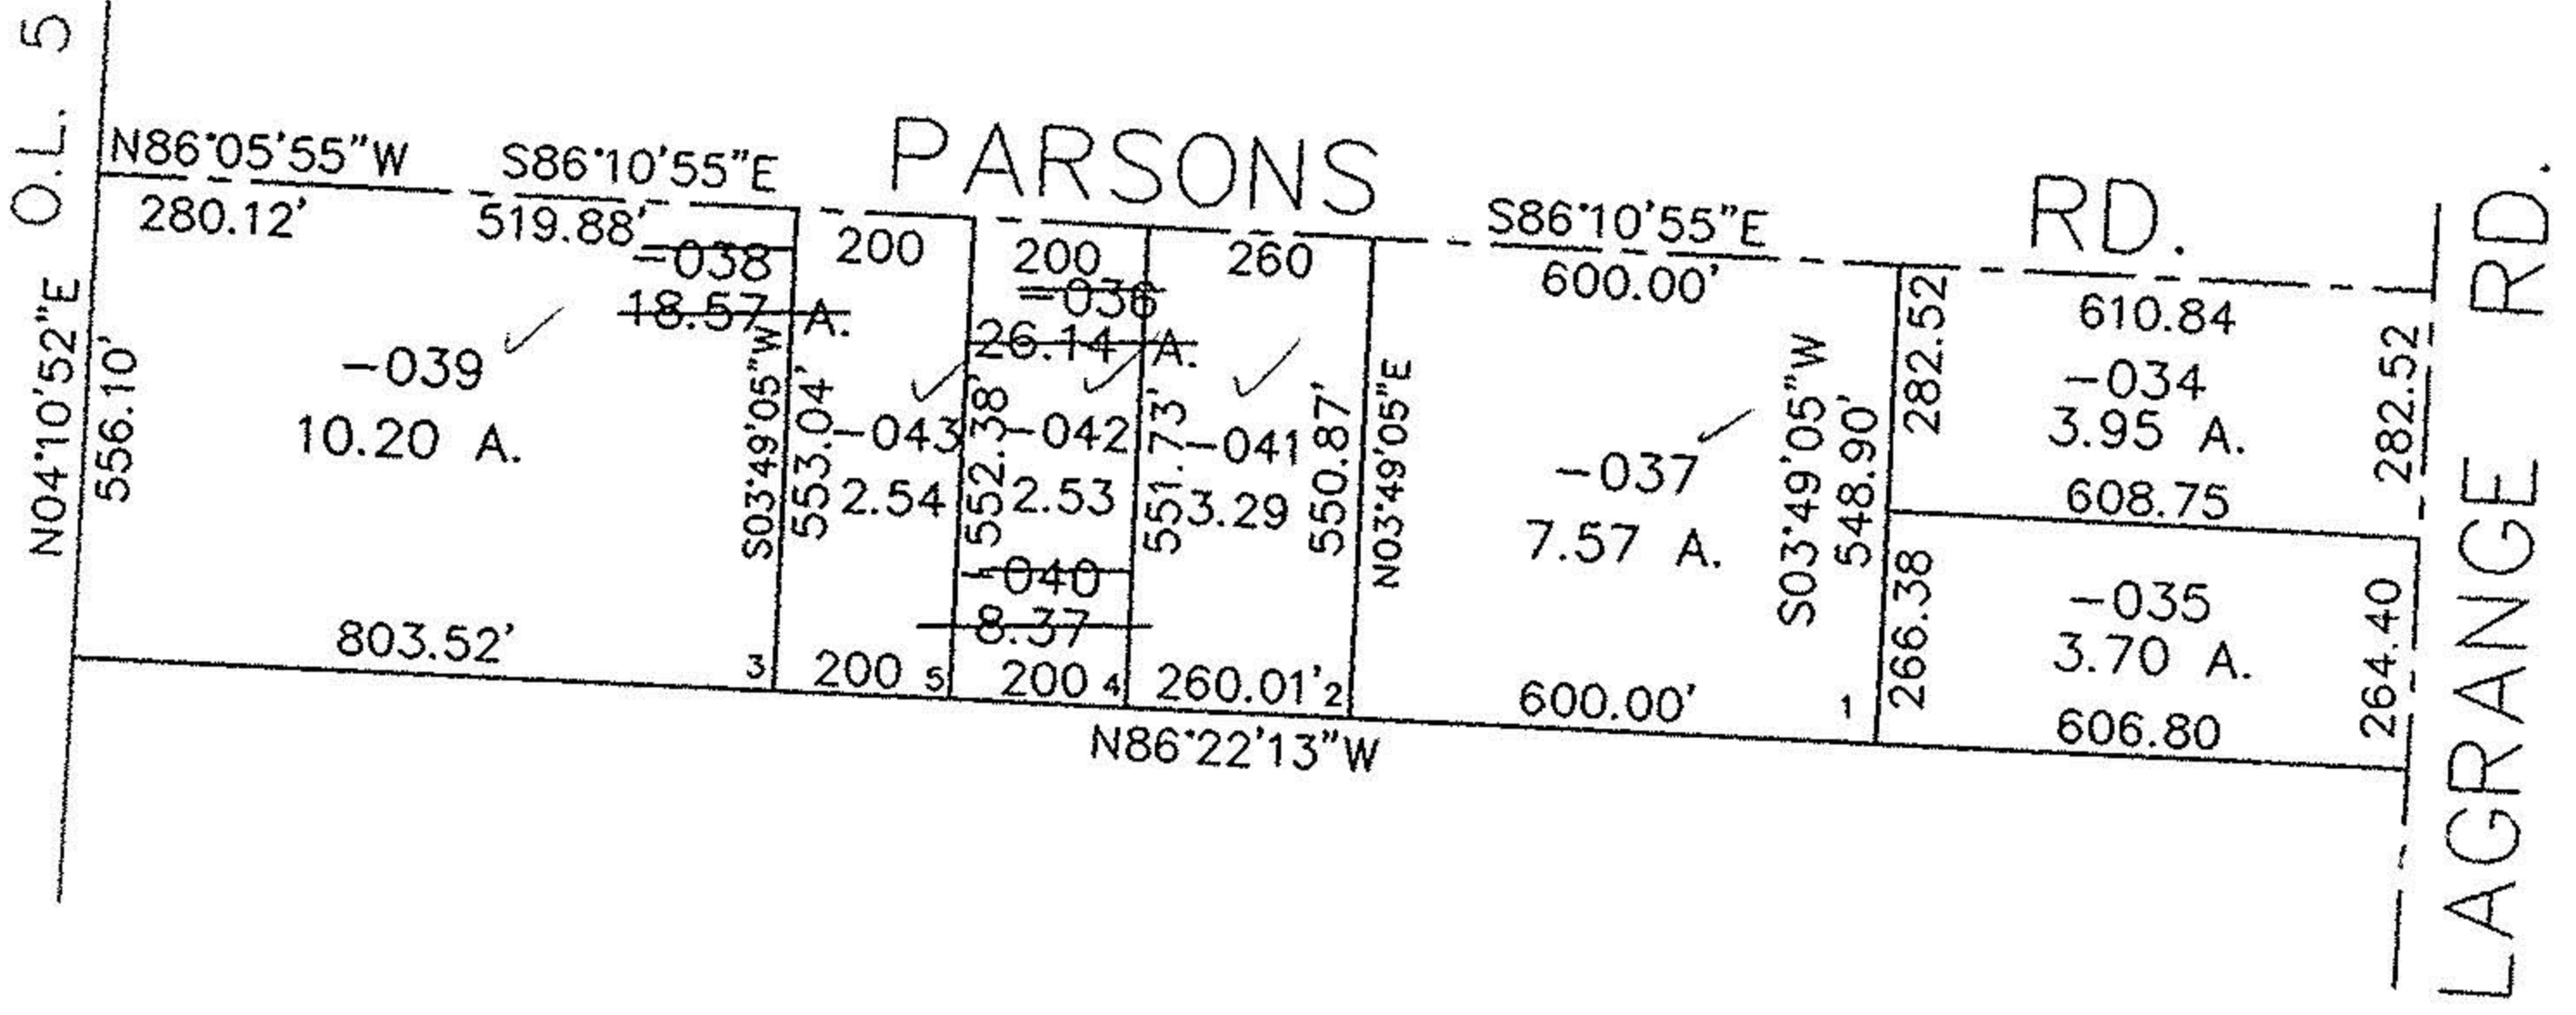 O.L. 5
N86°05'55"W
280.12'
S86°10'55"E
519.88'
PARSONS
RD.
-038
18.57 A.
200
200
-036
26.14 A.
260
S86°10'55"E
600.00'
N04°10'52"E
556.10'
-039
10.20 A.
803.52'
S03°49'05"W
553.04'
-043
2.54
552.38'
-042
2.53
551.73'
-041
3.29
550.87'
N03°49'05"E
-040
8.37
3
200
5
200
4
260.01'
2
N86°22'13"W
-037
7.57 A.
600.00'
1
S03°49'05"W
548.90'
282.52
610.84
-034
3.95 A.
282.52
608.75
266.38
-035
3.70 A.
264.40
606.80
LAGRANGE RD.